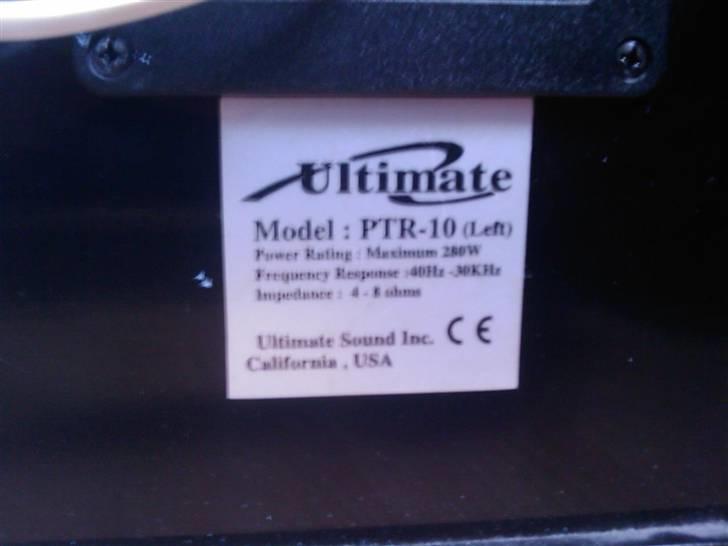 Ultimate
Model : PTR-10 (Left)
Power Rating : Maximum 280W
Frequency Response :40Hz -30KHz
Impedance : 4 - 8 ohms
Ultimate Sound Inc. CE
California , USA